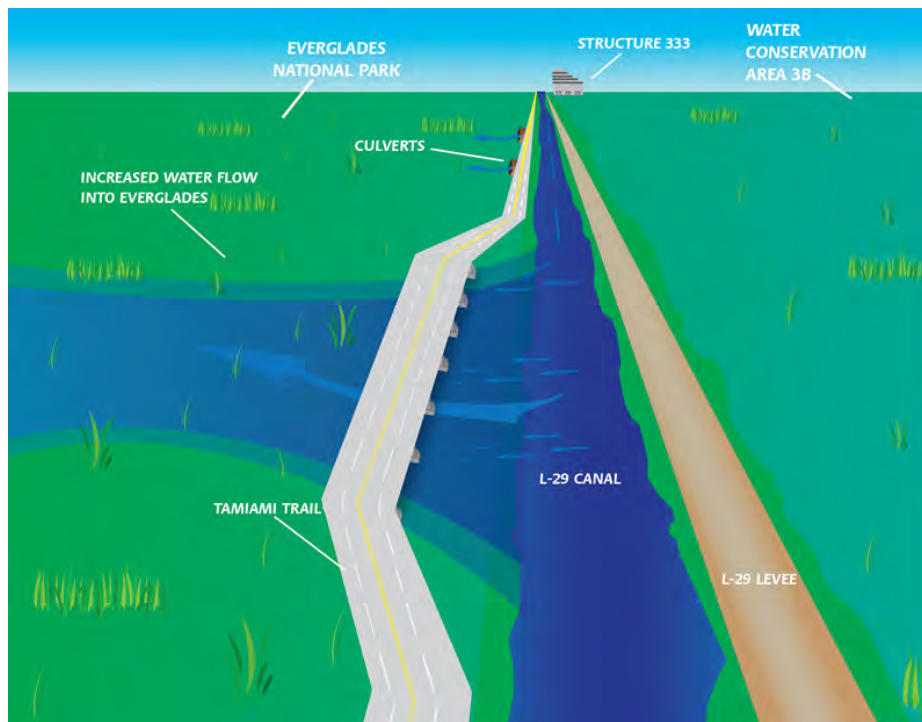 EVERGLADES
NATIONAL PARK
STRUCTURE 333
WATER
CONSERVATION
AREA 3B
CULVERTS
INCREASED WATER FLOW
INTO EVERGLADES
L-29 CANAL
TAMIAMI TRAIL
L-29 LEVEE